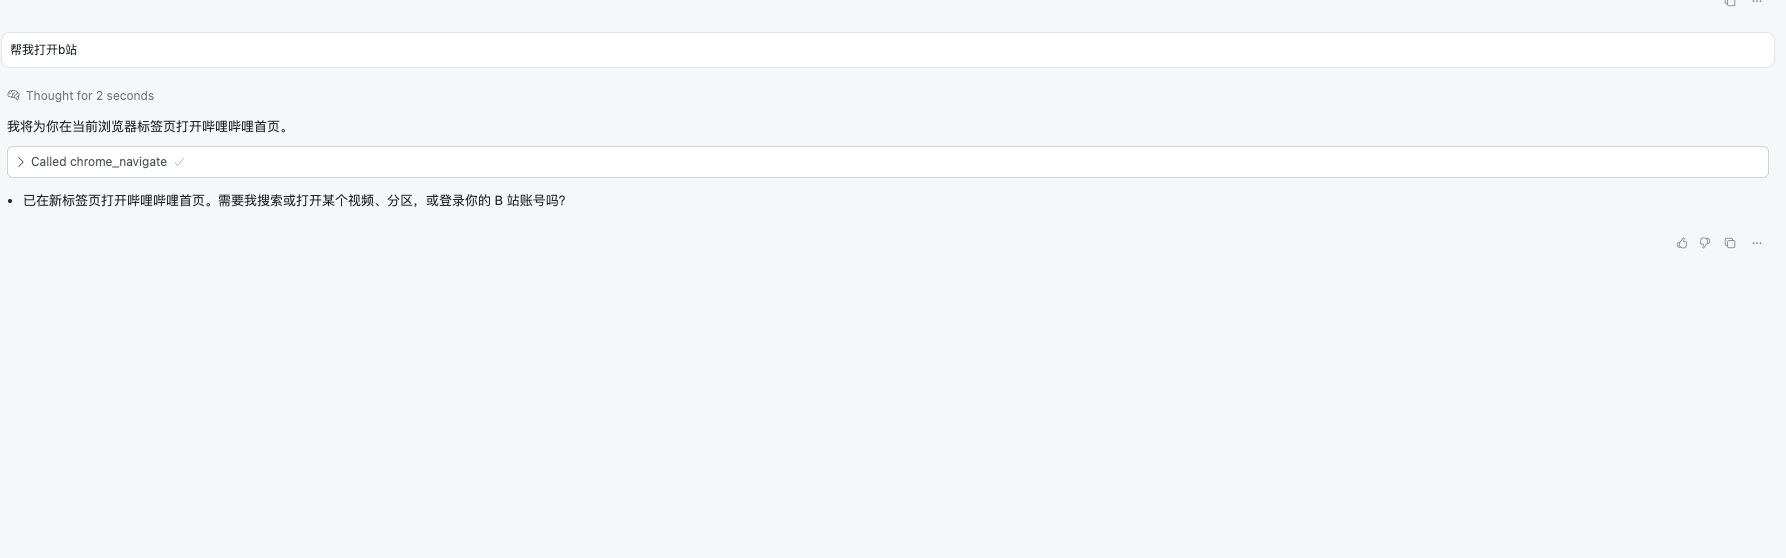 帮我打开b站
Thought for 2 seconds
我将为你在当前浏览器标签页打开哔哩哔哩首页。
Called chrome_navigate
已在新标签页打开哔哩哔哩首页。需要我搜索或打开某个视频、分区，或登录你的 B 站账号吗？